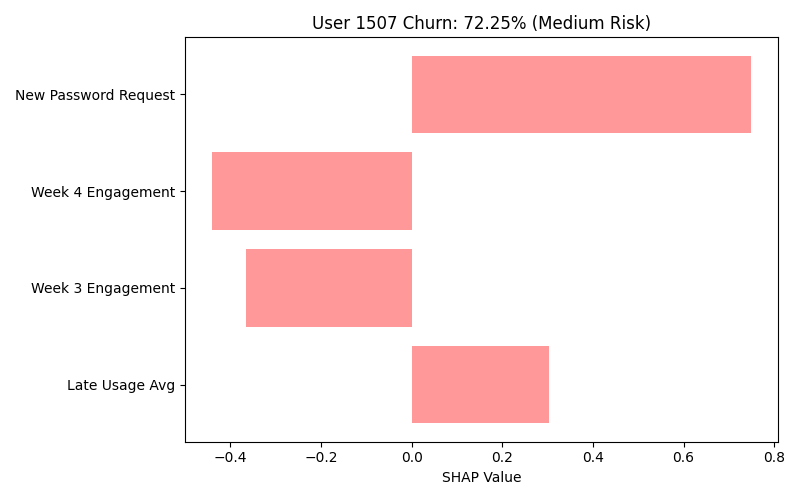 User 1507 Churn: 72.25% (Medium Risk)
New Password Request
Week 4 Engagement
Week 3 Engagement
Late Usage Avg
−0.4 −0.2 0.0 0.2 0.4 0.6 0.8
SHAP Value